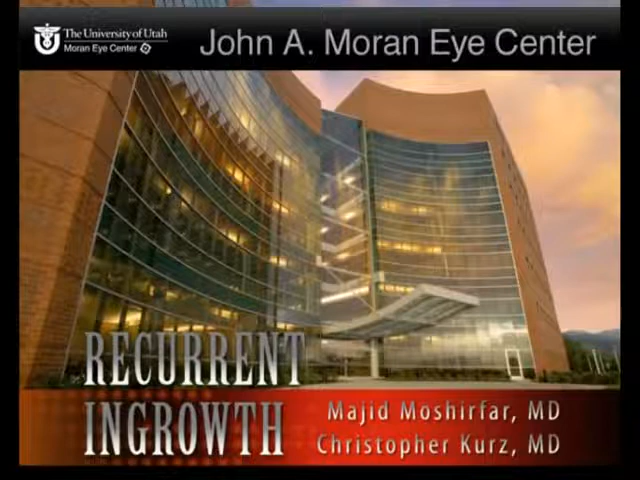 The University of Utah
Moran Eye Center
John A. Moran Eye Center
RECURRENT
INGROWTH
Majid Moshirfar, MD
Christopher Kurz, MD